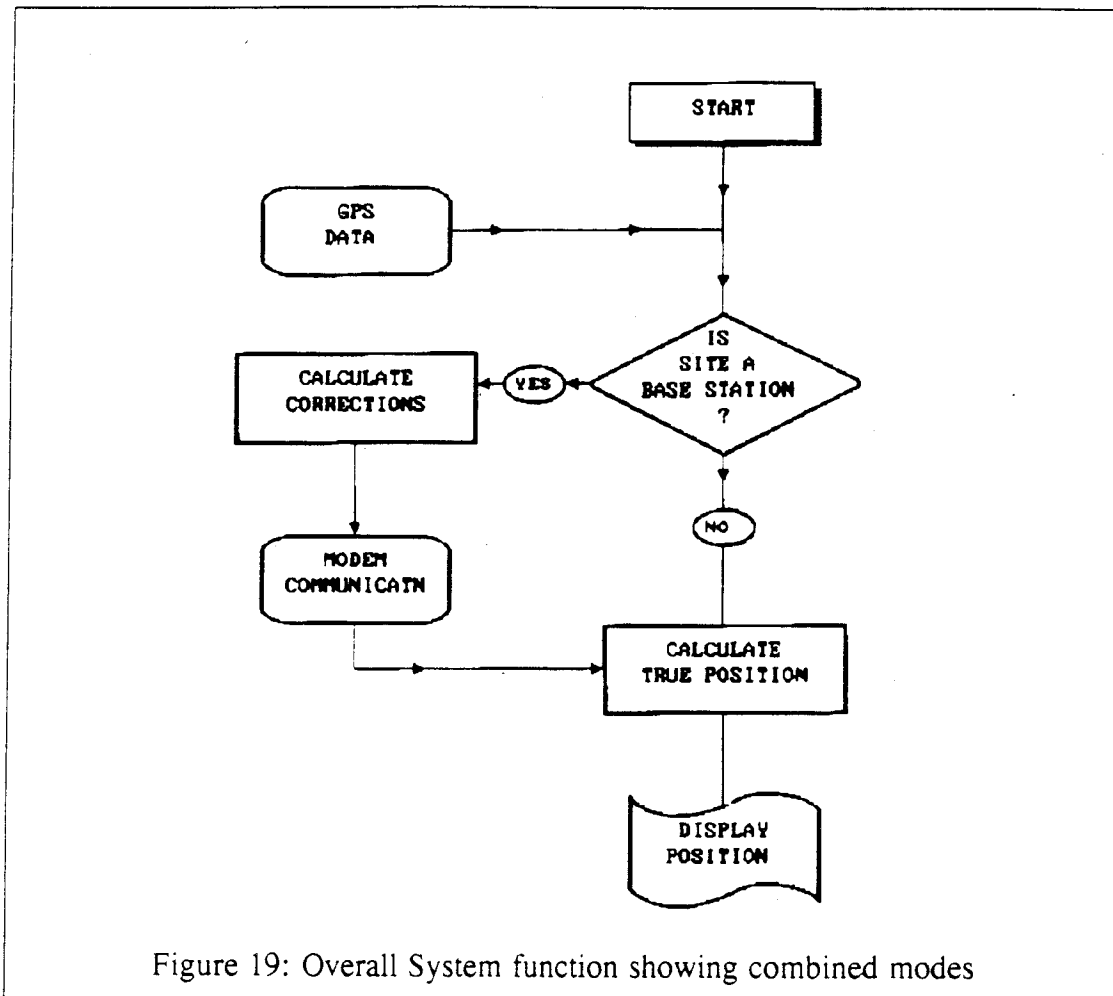 START
GPS
DATA
IS
SITE A
BASE STATION
?
YES
CALCULATE
CORRECTIONS
NO
MODEM
COMMUNICATN
CALCULATE
TRUE POSITION
DISPLAY
POSITION
Figure 19: Overall System function showing combined modes